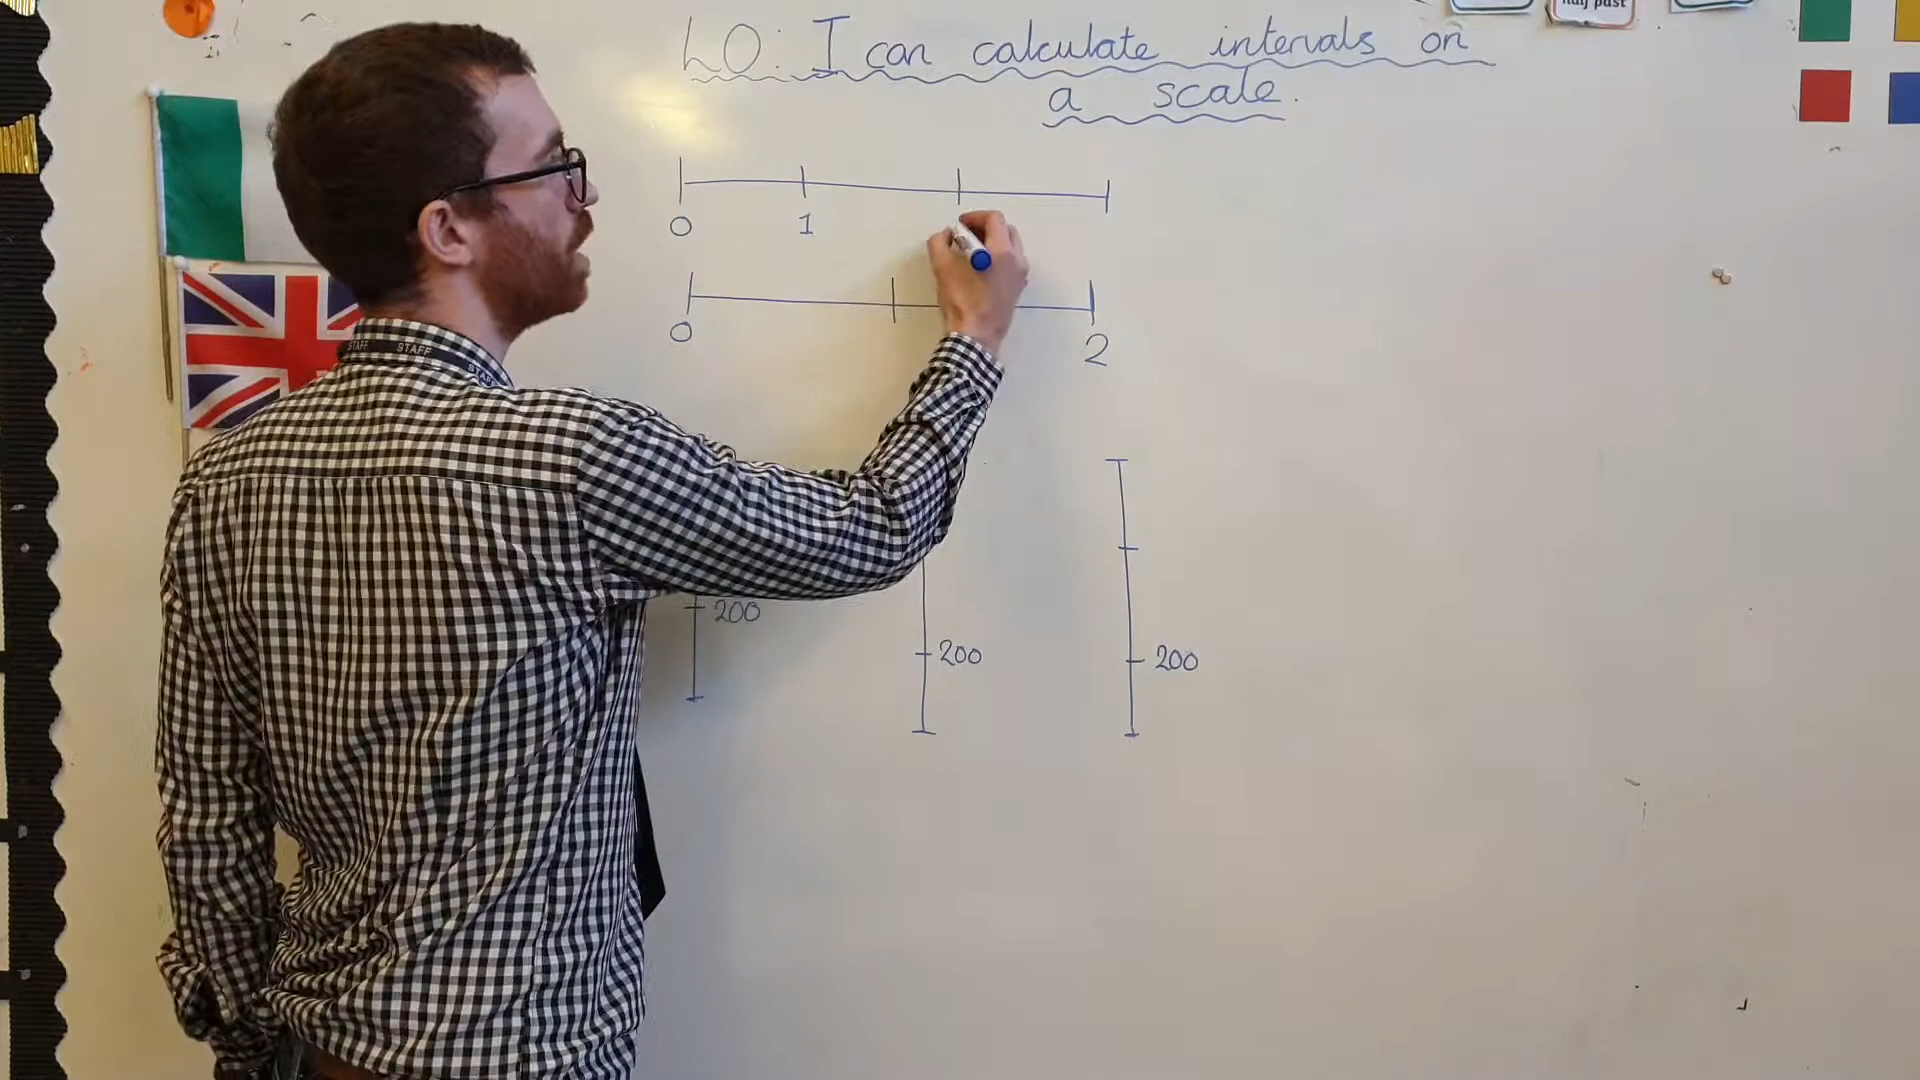 half past
LO: I can calculate intervals on
a scale.
0 1
0 2
STAFF STAFF STAFF
200
200
200